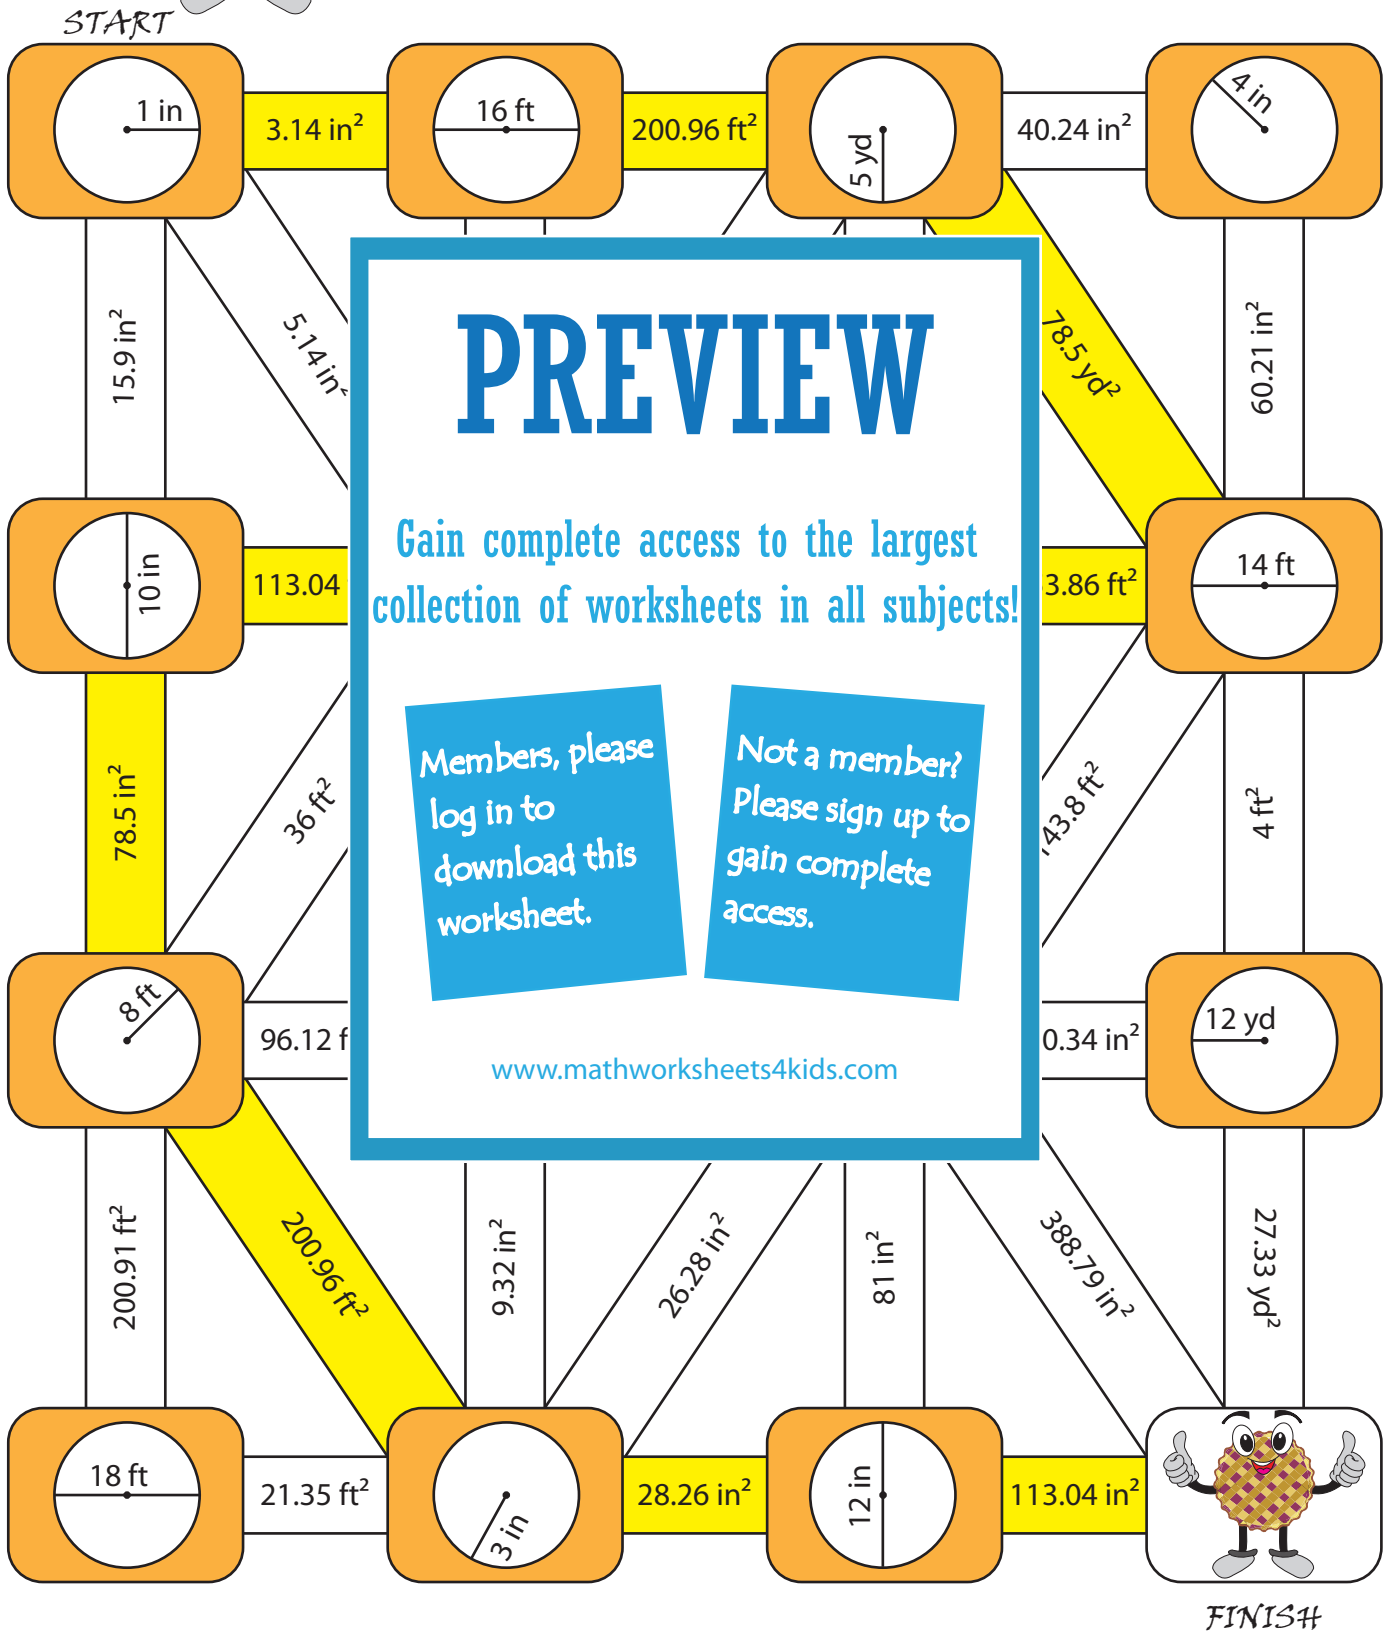 START
1 in
3.14 in²
16 ft
200.96 ft²
5 yd
40.24 in²
4 in
15.9 in²
5.14 in²
78.5 yd²
60.21 in²
PREVIEW
Gain complete access to the largest
collection of worksheets in all subjects!
10 in
113.04
3.86 ft²
14 ft
Members, please
log in to
download this
worksheet.
Not a member?
Please sign up to
gain complete
access.
78.5 in²
36 ft²
43.8 ft²
4 ft²
8 ft
96.12 f
0.34 in²
12 yd
www.mathworksheets4kids.com
200.91 ft²
200.96 ft²
9.32 in²
26.28 in²
81 in²
388.79 in²
27.33 yd²
18 ft
21.35 ft²
3 in
28.26 in²
12 in
113.04 in²
FINISH